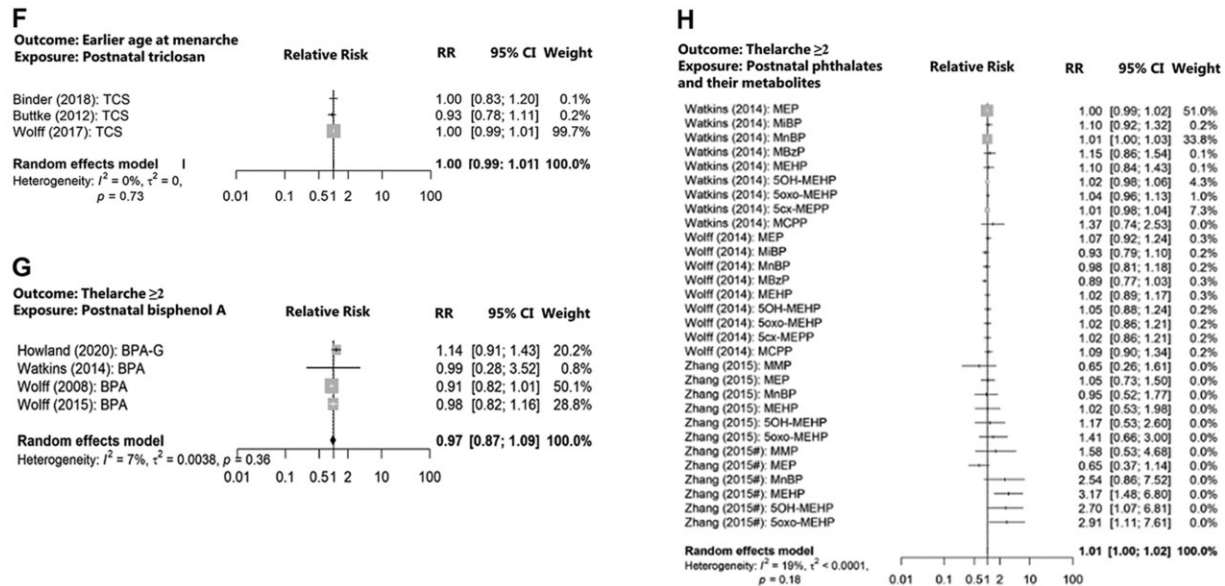 F
Outcome: Earlier age at menarche
Exposure: Postnatal triclosan
Relative Risk RR 95% CI Weight
Binder (2018): TCS 1.00 [0.83; 1.20] 0.1%
Buttke (2012): TCS 0.93 [0.78; 1.11] 0.2%
Wolff (2017): TCS 1.00 [0.99; 1.01] 99.7%
Random effects model I 1.00 [0.99; 1.01] 100.0%
Heterogeneity: I² = 0%, τ² = 0,
p = 0.73
0.01 0.1 0.51 2 10 100
G
Outcome: Thelarche ≥2
Exposure: Postnatal bisphenol A
Relative Risk RR 95% CI Weight
Howland (2020): BPA-G 1.14 [0.91; 1.43] 20.2%
Watkins (2014): BPA 0.99 [0.28; 3.52] 0.8%
Wolff (2008): BPA 0.91 [0.82; 1.01] 50.1%
Wolff (2015): BPA 0.98 [0.82; 1.16] 28.8%
Random effects model 0.97 [0.87; 1.09] 100.0%
Heterogeneity: I² = 7%, τ² = 0.0038, p = 0.36
0.01 0.1 0.51 2 10 100
H
Outcome: Thelarche ≥2
Exposure: Postnatal phthalates
and their metabolites
Relative Risk RR 95% CI Weight
Watkins (2014): MEP 1.00 [0.99; 1.02] 51.0%
Watkins (2014): MiBP 1.10 [0.92; 1.32] 0.2%
Watkins (2014): MnBP 1.01 [1.00; 1.03] 33.8%
Watkins (2014): MBzP 1.15 [0.86; 1.54] 0.1%
Watkins (2014): MEHP 1.10 [0.84; 1.43] 0.1%
Watkins (2014): 5OH-MEHP 1.02 [0.98; 1.06] 4.3%
Watkins (2014): 5oxo-MEHP 1.04 [0.96; 1.13] 1.0%
Watkins (2014): 5cx-MEPP 1.01 [0.98; 1.04] 7.3%
Watkins (2014): MCPP 1.37 [0.74; 2.53] 0.0%
Wolff (2014): MEP 1.07 [0.92; 1.24] 0.3%
Wolff (2014): MiBP 0.93 [0.79; 1.10] 0.2%
Wolff (2014): MnBP 0.98 [0.81; 1.18] 0.2%
Wolff (2014): MBzP 0.89 [0.77; 1.03] 0.3%
Wolff (2014): MEHP 1.02 [0.89; 1.17] 0.3%
Wolff (2014): 5OH-MEHP 1.05 [0.88; 1.24] 0.2%
Wolff (2014): 5oxo-MEHP 1.02 [0.86; 1.21] 0.2%
Wolff (2014): 5cx-MEPP 1.02 [0.86; 1.21] 0.2%
Wolff (2014): MCPP 1.09 [0.90; 1.34] 0.2%
Zhang (2015): MMP 0.65 [0.26; 1.61] 0.0%
Zhang (2015): MEP 1.05 [0.73; 1.50] 0.0%
Zhang (2015): MnBP 0.95 [0.52; 1.77] 0.0%
Zhang (2015): MEHP 1.02 [0.53; 1.98] 0.0%
Zhang (2015): 5OH-MEHP 1.17 [0.53; 2.60] 0.0%
Zhang (2015): 5oxo-MEHP 1.41 [0.66; 3.00] 0.0%
Zhang (2015#): MMP 1.58 [0.53; 4.68] 0.0%
Zhang (2015#): MEP 0.65 [0.37; 1.14] 0.0%
Zhang (2015#): MnBP 2.54 [0.86; 7.52] 0.0%
Zhang (2015#): MEHP 3.17 [1.48; 6.80] 0.0%
Zhang (2015#): 5OH-MEHP 2.70 [1.07; 6.81] 0.0%
Zhang (2015#): 5oxo-MEHP 2.91 [1.11; 7.61] 0.0%
Random effects model 1.01 [1.00; 1.02] 100.0%
Heterogeneity: I² = 19%, τ² < 0.0001,
p = 0.18
0.01 0.1 0.51 2 10 100